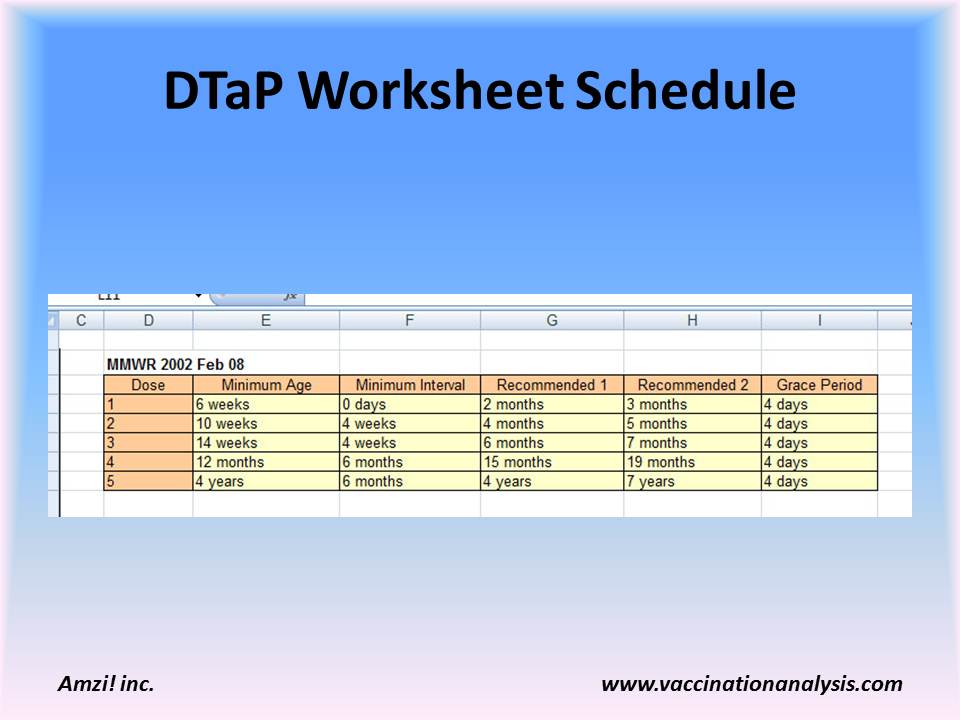 DTaP Worksheet Schedule
C D E F G H I
MMWR 2002 Feb 08
Dose Minimum Age Minimum Interval Recommended 1 Recommended 2 Grace Period
1 6 weeks 0 days 2 months 3 months 4 days
2 10 weeks 4 weeks 4 months 5 months 4 days
3 14 weeks 4 weeks 6 months 7 months 4 days
4 12 months 6 months 15 months 19 months 4 days
5 4 years 6 months 4 years 7 years 4 days
Amzi! inc. www.vaccinationanalysis.com